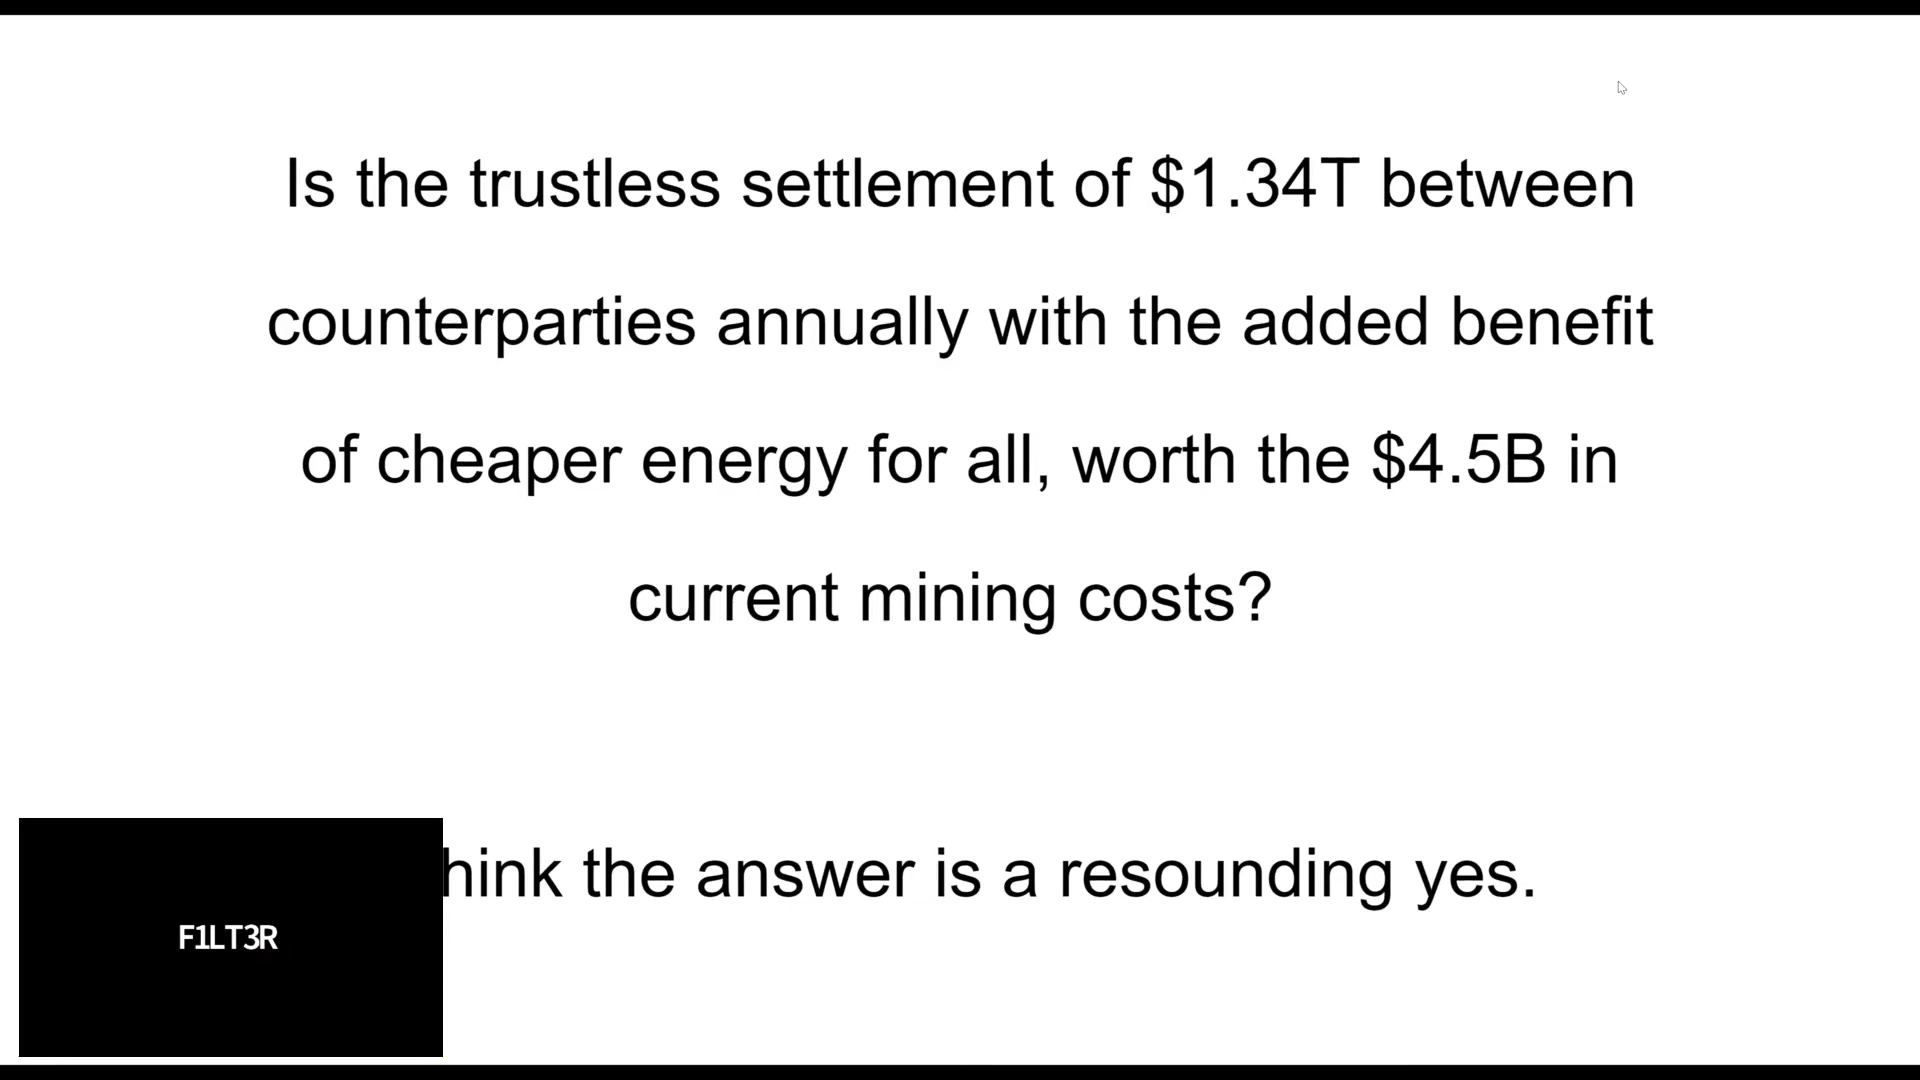 Is the trustless settlement of $1.34T between
counterparties annually with the added benefit
of cheaper energy for all, worth the $4.5B in
current mining costs?
hink the answer is a resounding yes.
F1LT3R